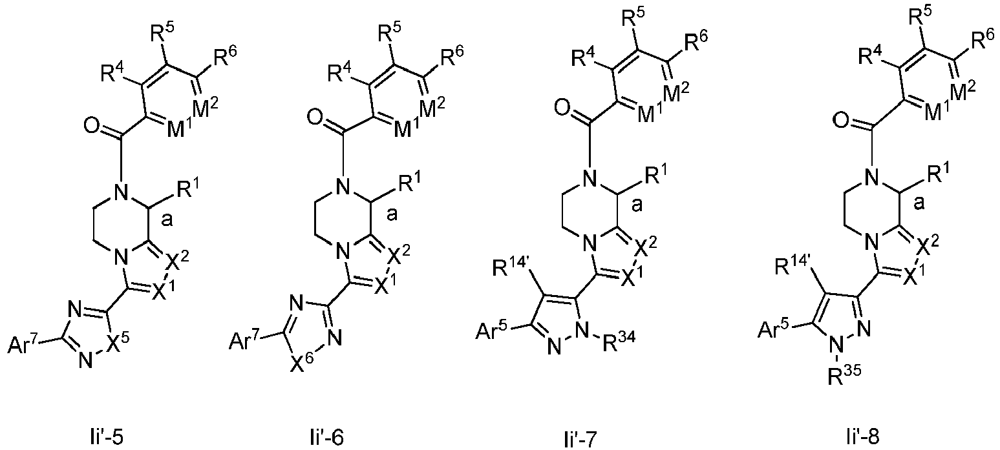 R⁵ R⁵ R⁵ R⁵
R⁶ R⁶ R⁶ R⁶
R⁴ R⁴ R⁴ R⁴
M² M² M² M²
O M¹ O M¹ O M¹ O M¹
N R¹ N R¹ N R¹ N R¹
a a a a
N X² N X² N X² N X²
X¹ X¹ R¹⁴' X¹ R¹⁴' X¹
N N
Ar⁷ N X⁵ Ar⁷ X⁶ N Ar⁵ N N R³⁴ Ar⁵ N N
R³⁵
Ii'-5 Ii'-6 Ii'-7 Ii'-8